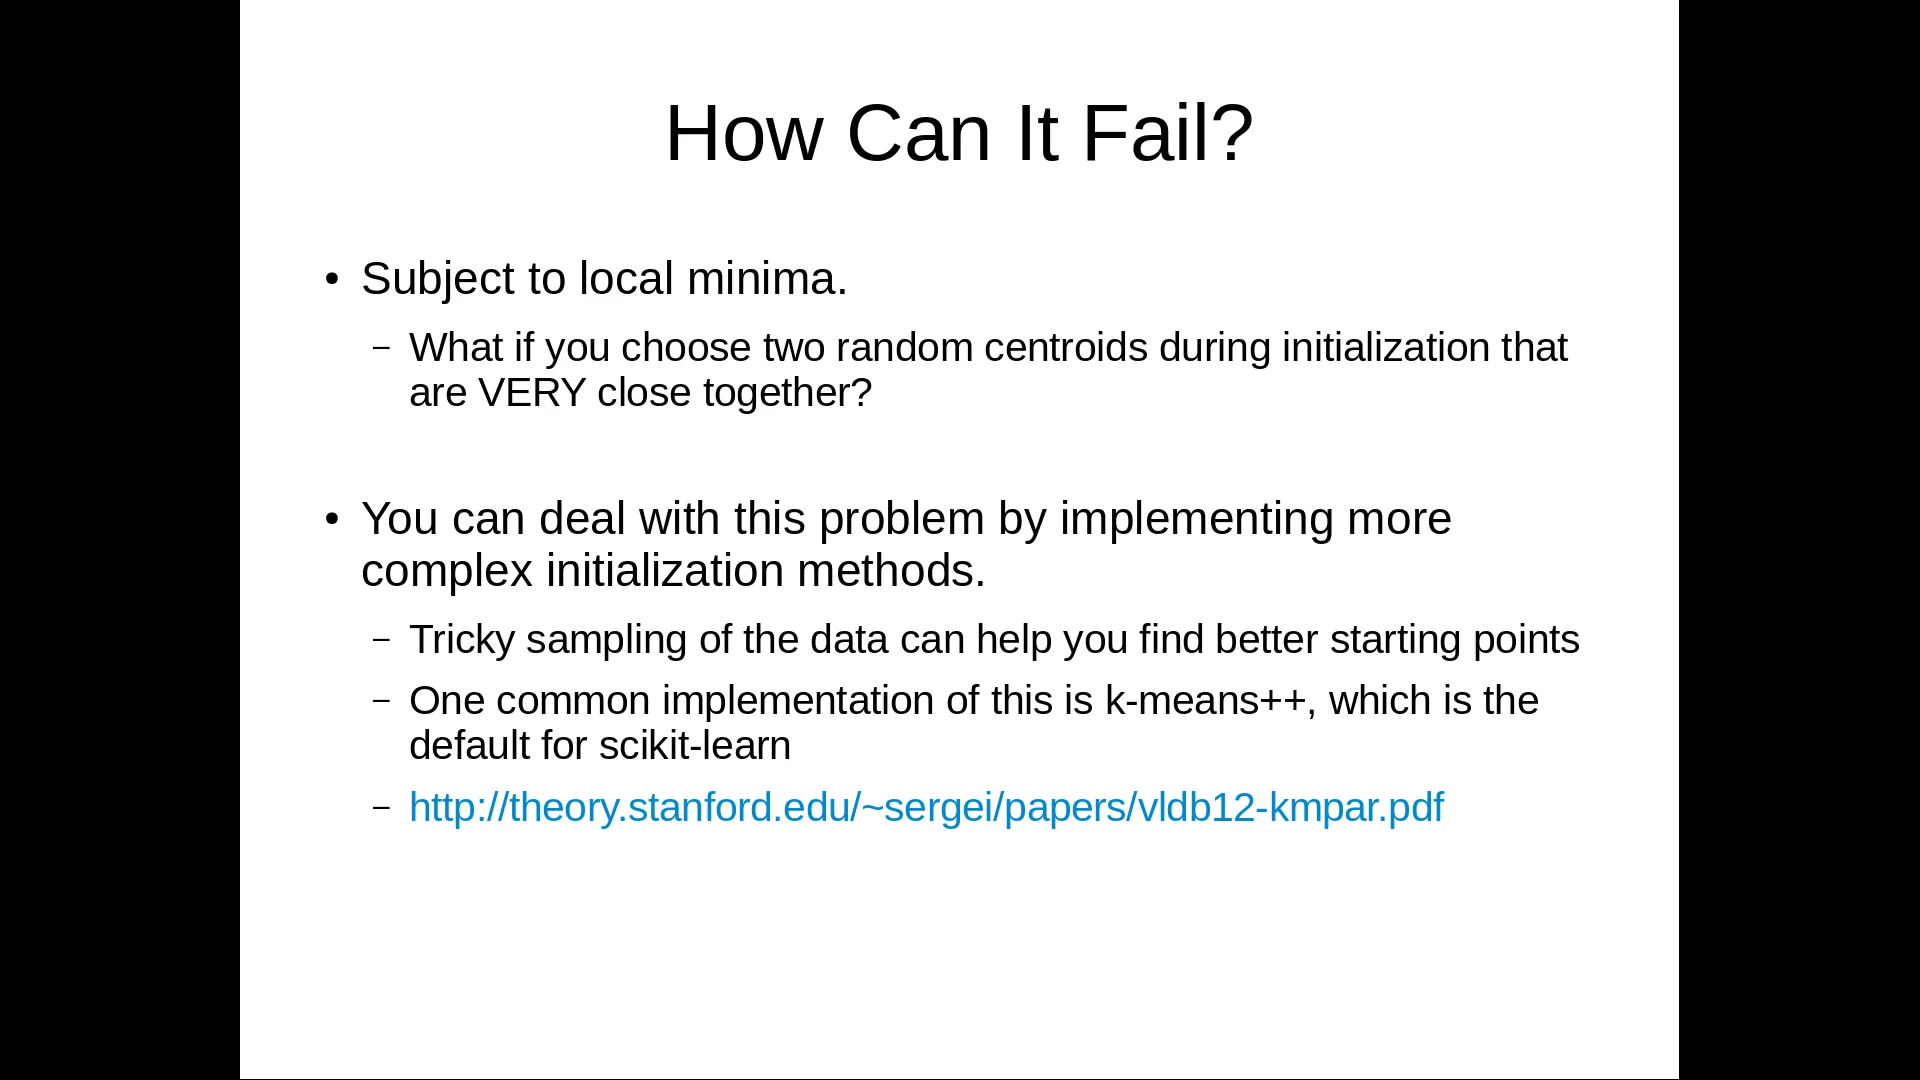 How Can It Fail?
• Subject to local minima.
– What if you choose two random centroids during initialization that
are VERY close together?
• You can deal with this problem by implementing more
complex initialization methods.
– Tricky sampling of the data can help you find better starting points
– One common implementation of this is k-means++, which is the
default for scikit-learn
– http://theory.stanford.edu/~sergei/papers/vldb12-kmpar.pdf